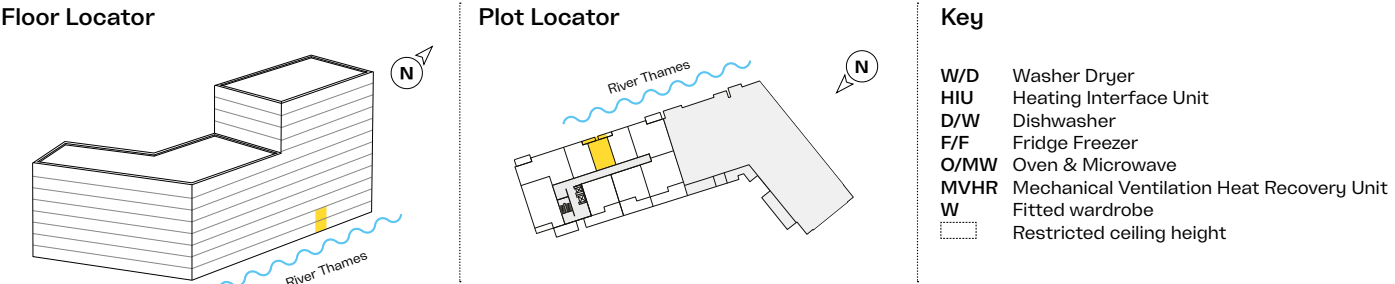 Floor Locator
N
River Thames
Plot Locator
River Thames
N
Key
W/D Washer Dryer
HIU Heating Interface Unit
D/W Dishwasher
F/F Fridge Freezer
O/MW Oven & Microwave
MVHR Mechanical Ventilation Heat Recovery Unit
W Fitted wardrobe
Restricted ceiling height